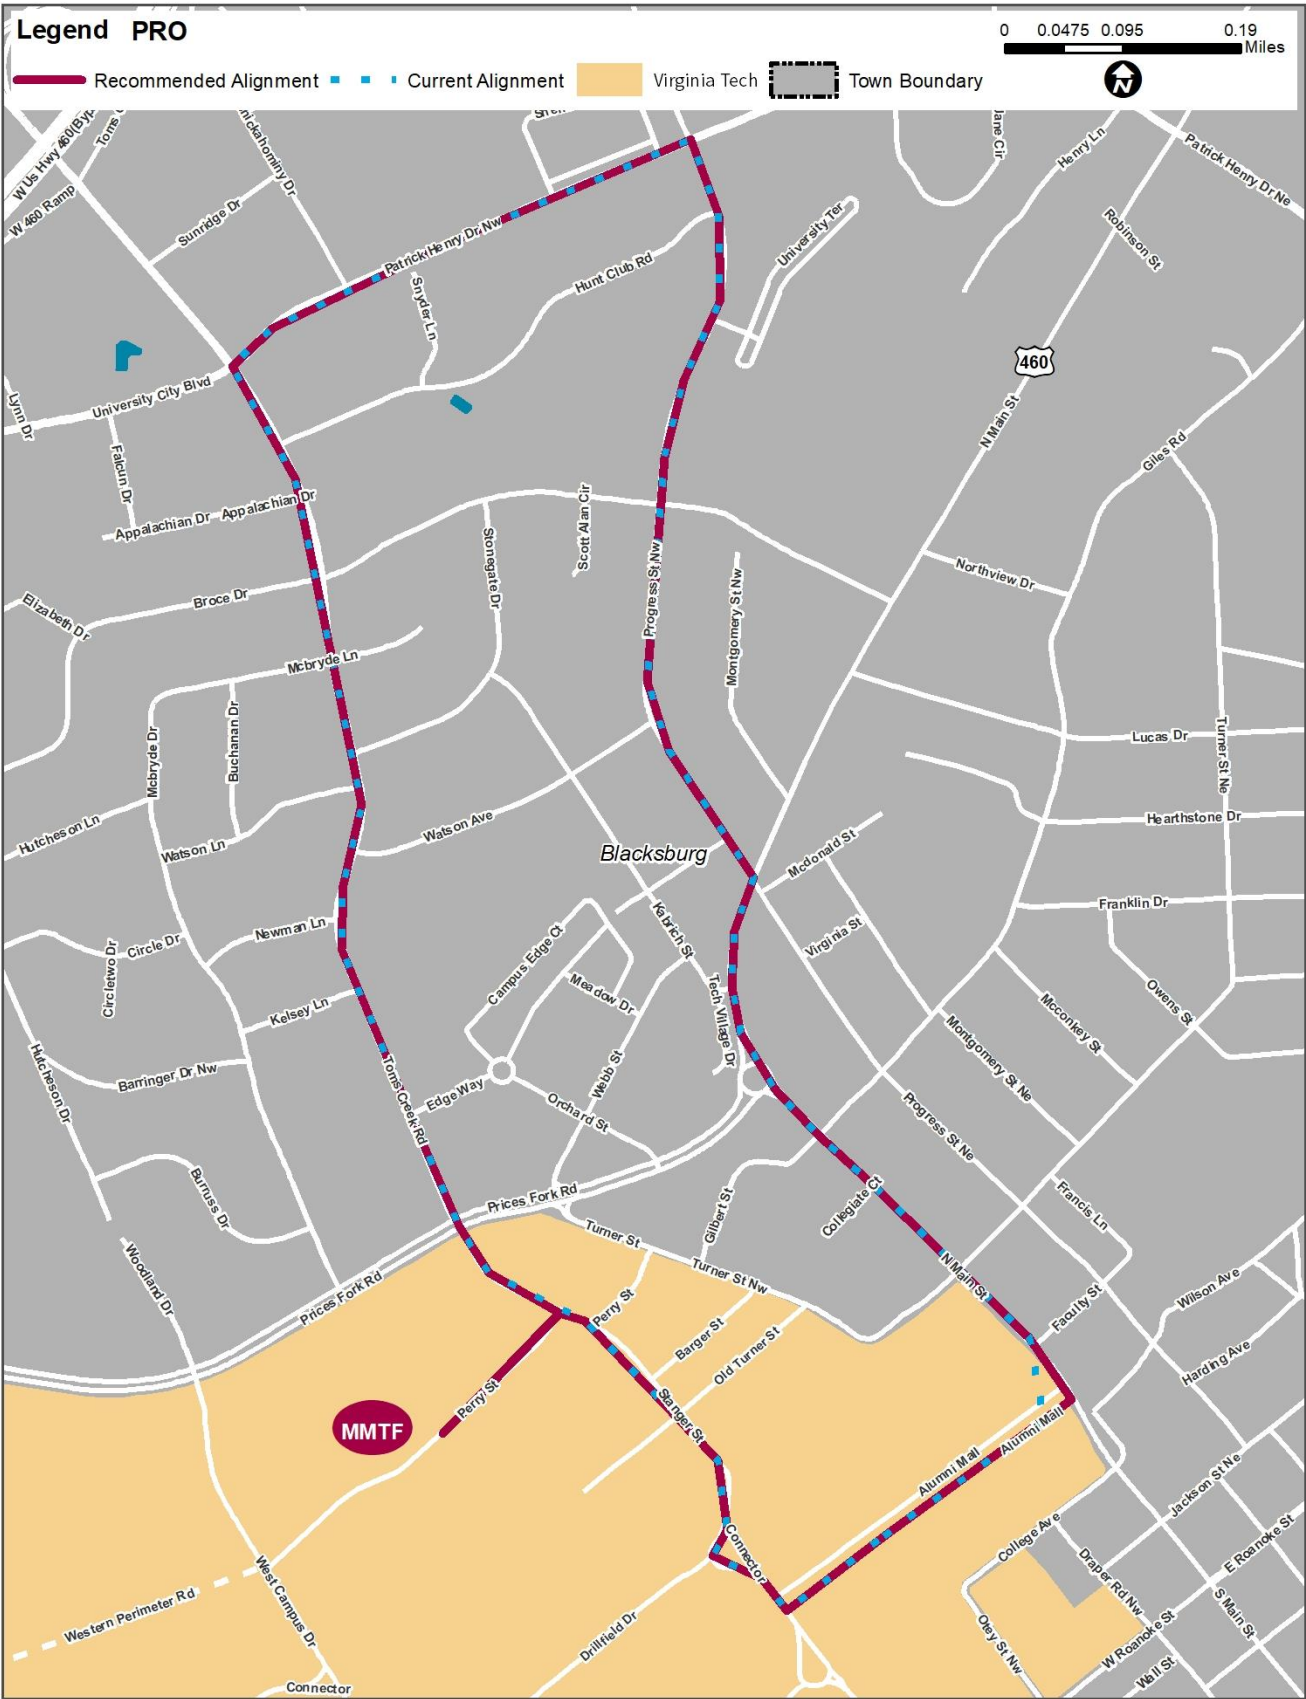 Legend PRO
0 0.0475 0.095 0.19
Miles
Recommended Alignment
Current Alignment
Virginia Tech
Town Boundary
W Us Hwy 460(Byp
Toms C
W 460 Ramp
Sunridge Dr
Jane Cir
Henry Ln
Patrick Henry Dr Ne
Robinson St
University Ter
Patrick Henry Dr Nw
Hunt Club Rd
Snyder Ln
460
University City Blvd
Lynn Dr
Falcun Dr
N Main St
Giles Rd
Appalachian Dr
Appalachian Dr
Scott Alan Cir
Stonegate Dr
Progress St Nw
Montgomery St Nw
Northview Dr
Elizabeth Dr
Broce Dr
Mcbryde Ln
Mcbryde Dr
Buchanan Dr
Lucas Dr
Turner St Ne
Hutcheson Ln
Watson Ln
Watson Ave
Hearthstone Dr
Blacksburg
Mcdonald St
Franklin Dr
Kabrich St
Virginia St
Newman Ln
Circle Dr
Circletwo Dr
Campus Edge Ct
Meadow Dr
Tech Village Dr
Owens St
Mcconkey St
Kelsey Ln
Montgomery St Ne
Hutcheson Dr
Barringer Dr Nw
Toms Creek Rd
Edge Way
Webb St
Orchard St
Progress St Ne
Burruss Dr
Prices Fork Rd
Gilbert St
Collegiate Ct
Francis Ln
Turner St
Turner St Nw
N Main St
Woodland Dr
Prices Fork Rd
Perry St
Barger St
Old Turner St
Faculty St
Wilson Ave
Harding Ave
Perry St
MMTF
Stanger St
Alumni Mall
Alumni Mall
Jackson St Ne
College Ave
Connector
Draper Rd Nw
E Roanoke St
S Main St
West Campus Dr
Western Perimeter Rd
Drillfield Dr
Otey St Nw
W Roanoke St
Wall St
Connector